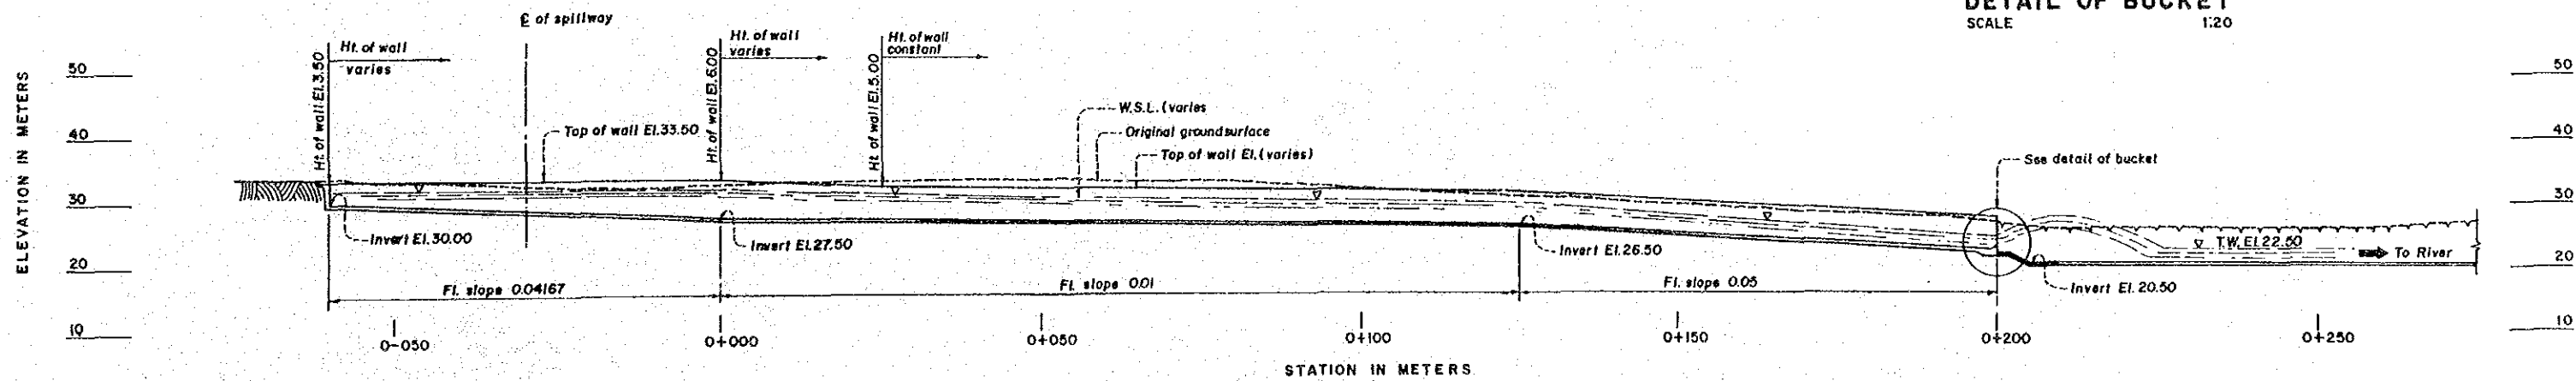 DETAIL OF BUCKET
SCALE 1:20
℄ of spillway
Ht. of wall
varies
Ht. of wall
varies
Ht. of wall
constant
Ht. of wall El.3.50
Ht. of wall El.6.00
Ht. of wall El.5.00
ELEVATION IN METERS
50
40
30
20
10
50
40
30
20
10
Top of wall El.33.50
W.S.L. (varies
Original groundsurface
Top of wall El. (varies)
See detail of bucket
Invert El.30.00
Invert El.27.50
Invert El.26.50
T.W. El.22.50
To River
Invert El. 20.50
Fl. slope 0.04167
Fl. slope 0.01
Fl. slope 0.05
0-050
0+000
0+050
0+100
0+150
0+200
0+250
STATION IN METERS